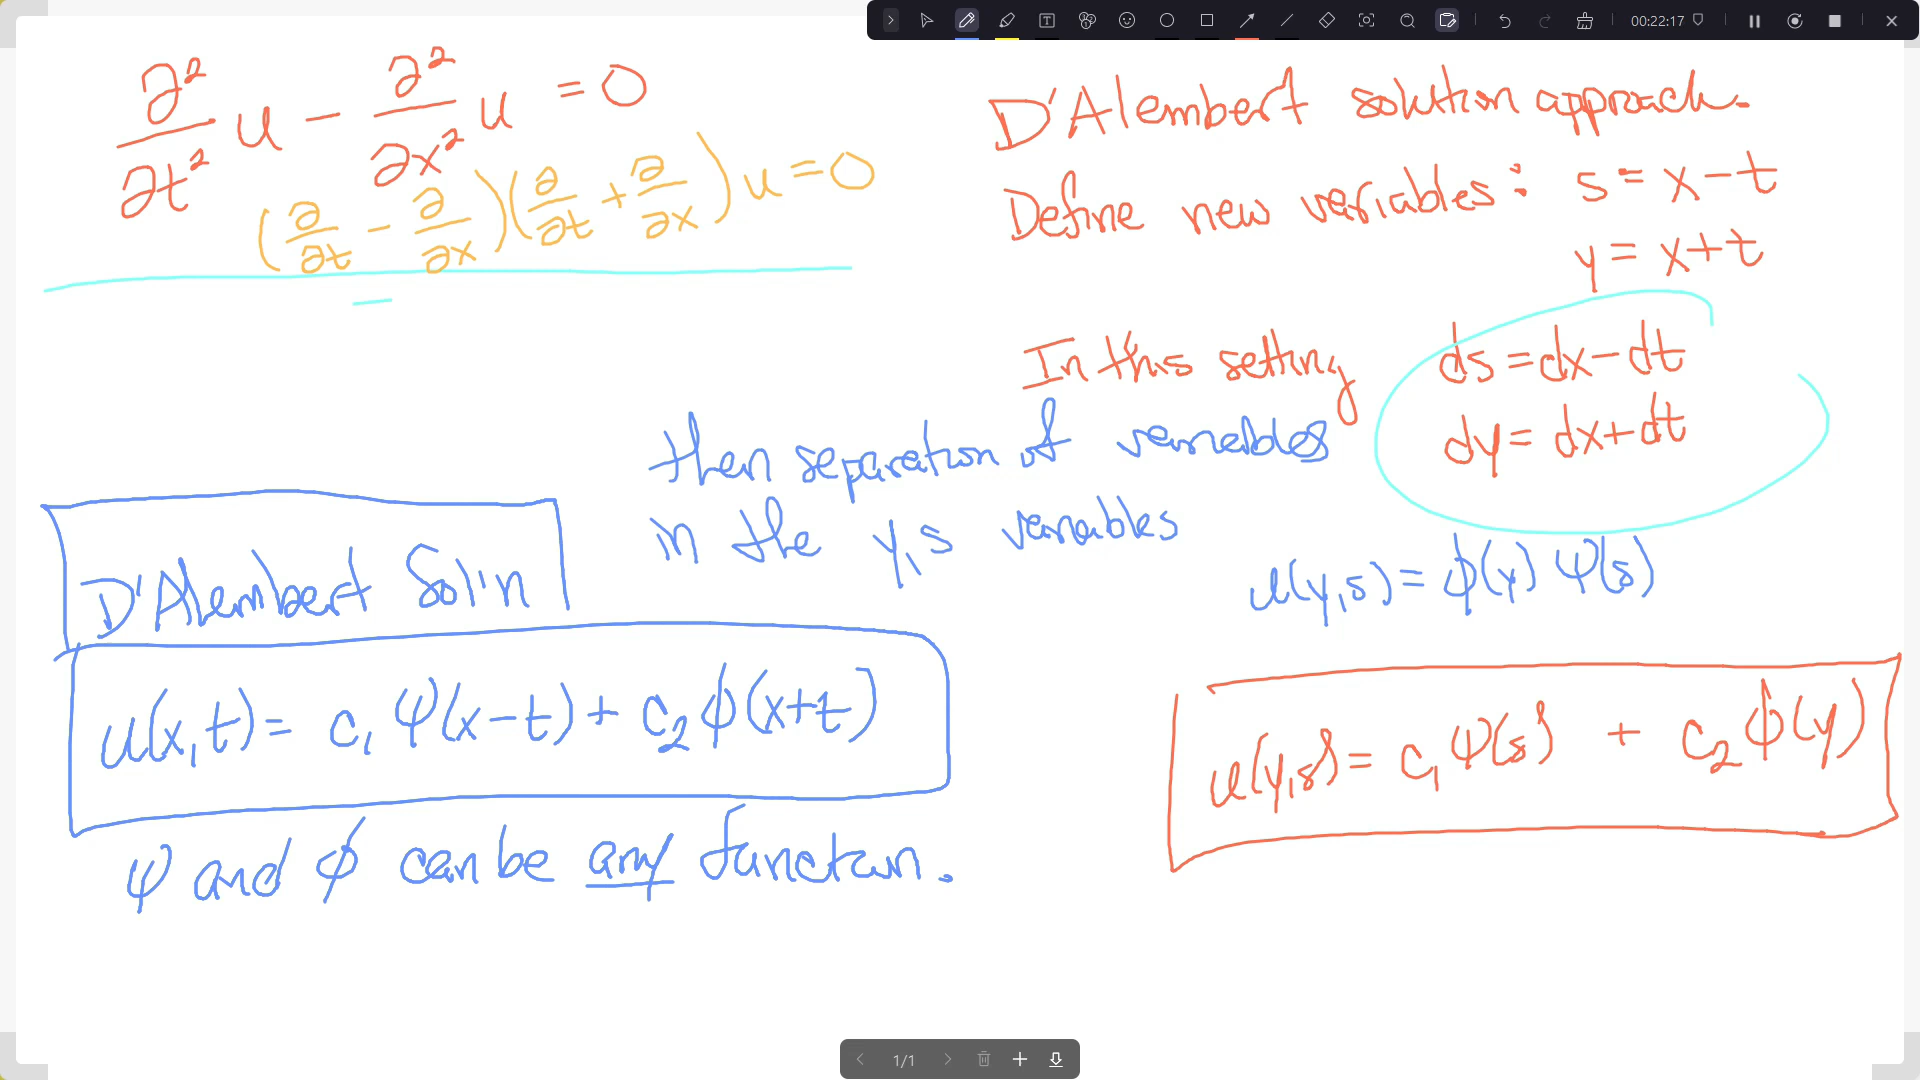 00:22:17
∂²/∂t² u − ∂²/∂x² u = 0
(∂/∂t − ∂/∂x)(∂/∂t + ∂/∂x) u = 0
D'Alembert solution approach.
Define new variables: s = x − t
y = x + t
In this setting ds = dx − dt
dy = dx + dt
then separation of variables
in the y, s variables
u(y,s) = ϕ(y) ψ(s)
u(y,s) = c₁ ψ(s) + c₂ ϕ(y)
D'Alembert Sol'n
u(x,t) = c₁ ψ(x−t) + c₂ ϕ(x+t)
ψ and ϕ can be any function.
1/1